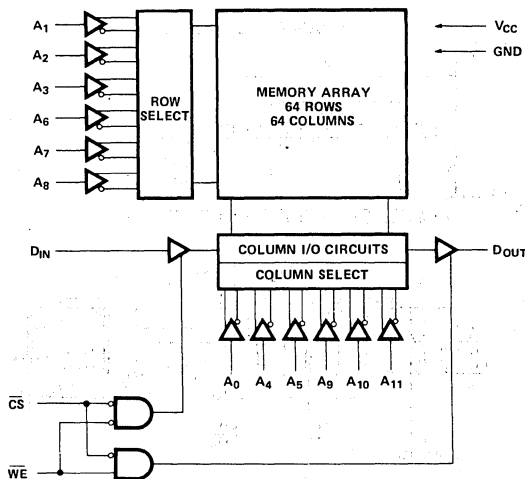 A1
A2
A3
A6
A7
A8
ROW
SELECT
MEMORY ARRAY
64 ROWS
64 COLUMNS
VCC
GND
DIN
COLUMN I/O CIRCUITS
COLUMN SELECT
DOUT
A0 A4 A5 A9 A10 A11
CS
WE